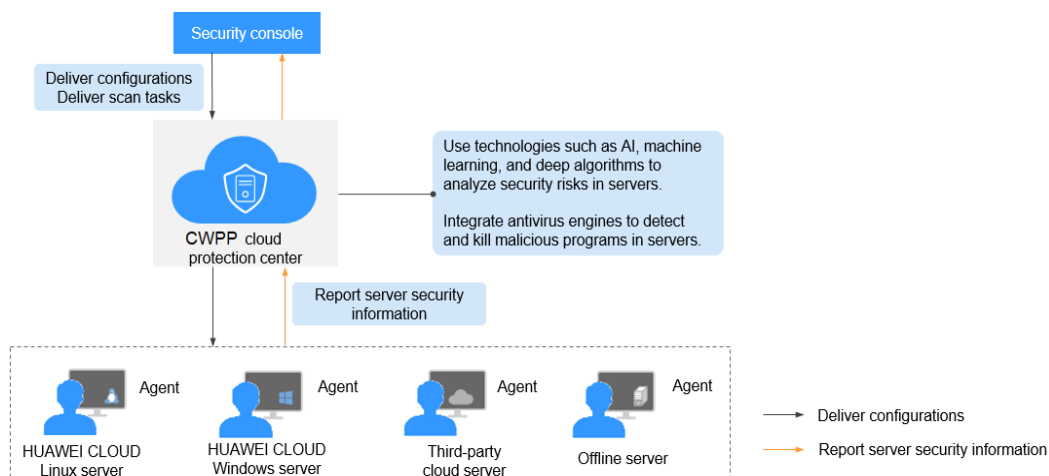 Security console
Deliver configurations
Deliver scan tasks
Use technologies such as AI, machine
learning, and deep algorithms to
analyze security risks in servers.
Integrate antivirus engines to detect
and kill malicious programs in servers.
CWPP cloud
protection center
Report server security
information
Agent
Agent
Agent
Agent
HUAWEI CLOUD
Linux server
HUAWEI CLOUD
Windows server
Third-party
cloud server
Offline server
Deliver configurations
Report server security information